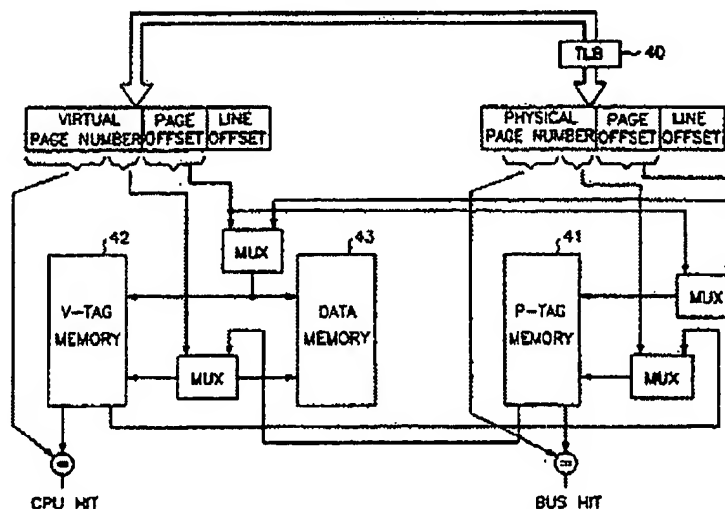 TLB
40
VIRTUAL
PAGE NUMBER
PAGE
OFFSET
LINE
OFFSET
PHYSICAL
PAGE NUMBER
PAGE
OFFSET
LINE
OFFSET
42
V-TAG
MEMORY
MUX
43
DATA
MEMORY
41
P-TAG
MEMORY
MUX
MUX
MUX
=
=
CPU HIT
BUS HIT